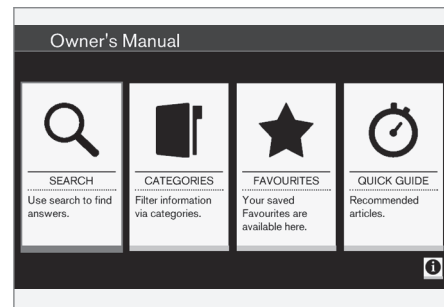 Owner's Manual
SEARCH
Use search to find
answers.
CATEGORIES
Filter information
via categories.
FAVOURITES
Your saved
Favourites are
available here.
QUICK GUIDE
Recommended
articles.
i